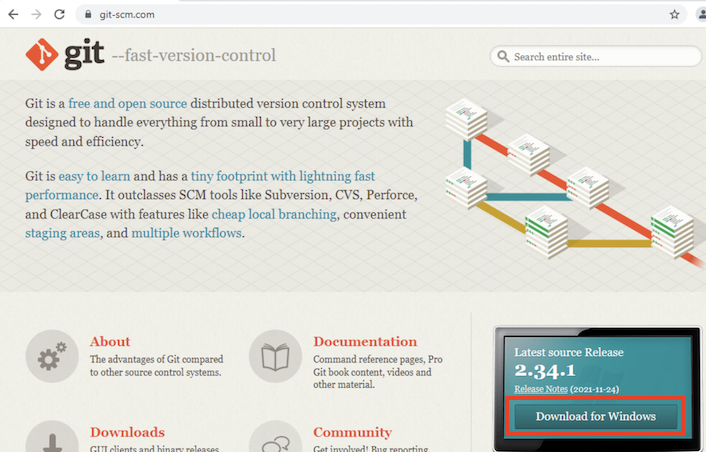 git-scm.com
git --fast-version-control
Search entire site...
Git is a free and open source distributed version control system
designed to handle everything from small to very large projects with
speed and efficiency.
Git is easy to learn and has a tiny footprint with lightning fast
performance. It outclasses SCM tools like Subversion, CVS, Perforce,
and ClearCase with features like cheap local branching, convenient
staging areas, and multiple workflows.
About
The advantages of Git compared
to other source control systems.
Documentation
Command reference pages, Pro
Git book content, videos and
other material.
Latest source Release
2.34.1
Release Notes (2021-11-24)
Download for Windows
Downloads
GUI clients and binary releases
Community
Get involved! Bug reporting,